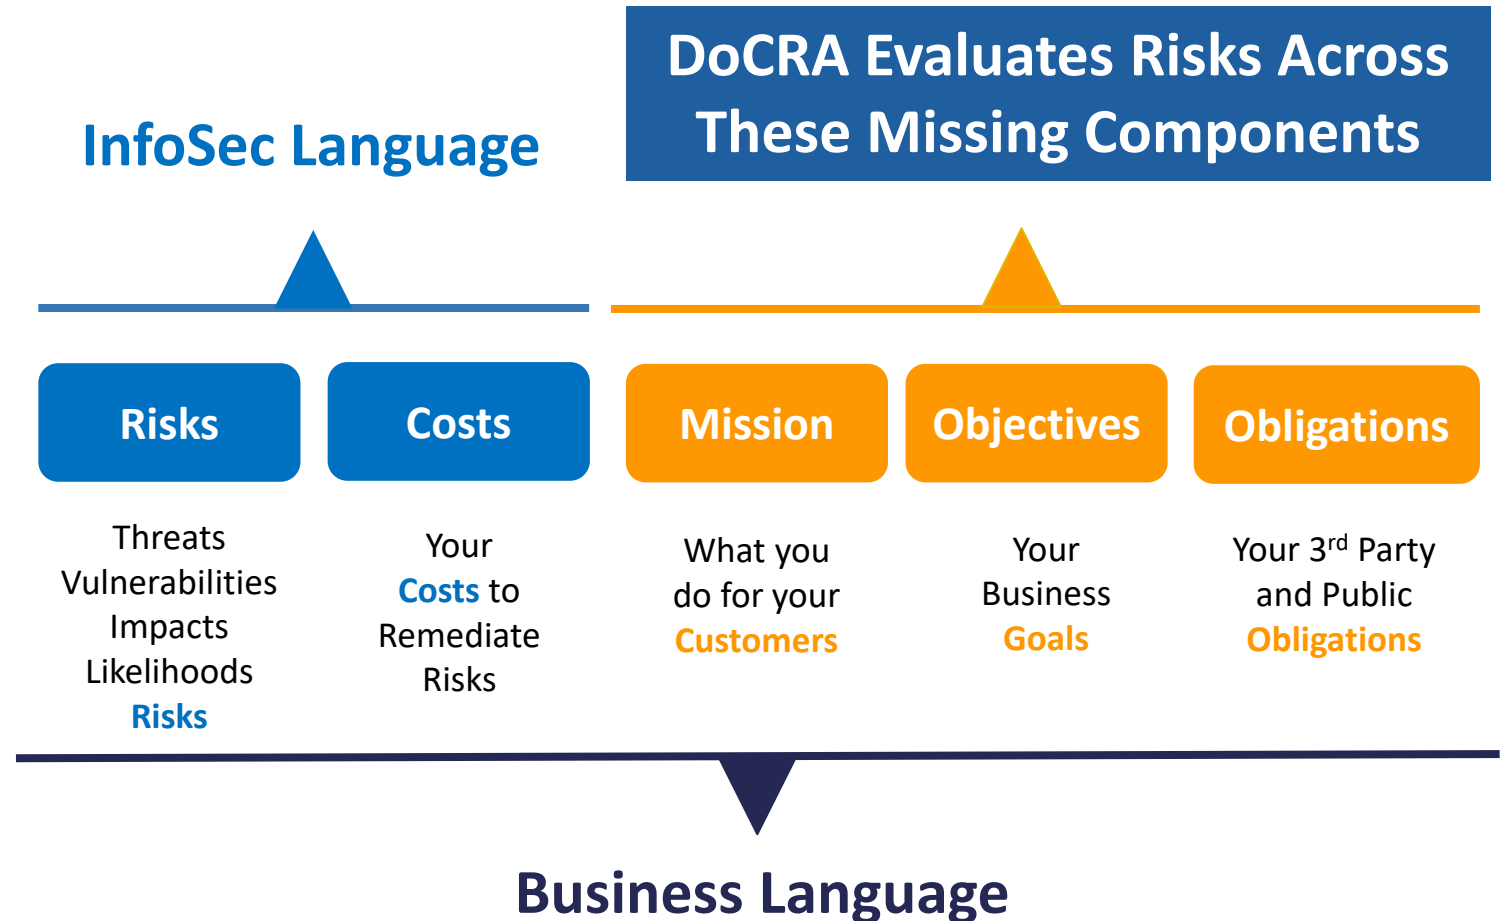 InfoSec Language
DoCRA Evaluates Risks Across
These Missing Components
Risks
Costs
Mission
Objectives
Obligations
Threats
Vulnerabilities
Impacts
Likelihoods
Risks
Your
Costs to
Remediate
Risks
What you
do for your
Customers
Your
Business
Goals
Your 3rd Party
and Public
Obligations
Business Language